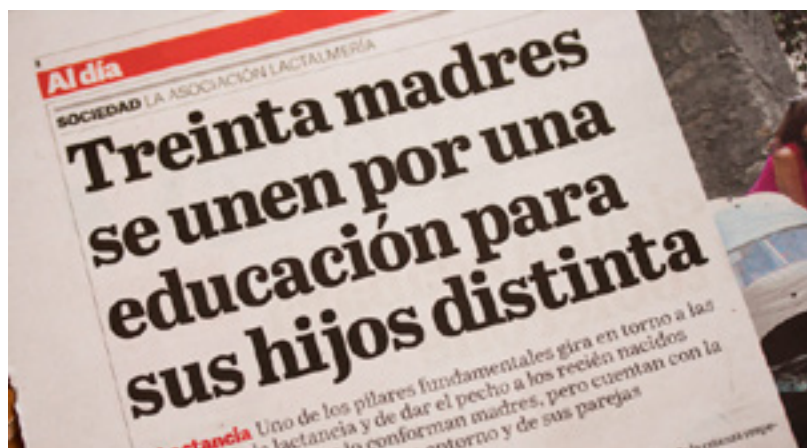 Al día
SOCIEDAD LA ASOCIACIÓN LACTALMERÍA
Treinta madres
se unen por una
educación para
sus hijos distinta
Uno de los pilares fundamentales gira en torno a las
lactancia y de dar el pecho a los recién nacidos
conforman madres, pero cuentan con la
entorno y de sus parejas